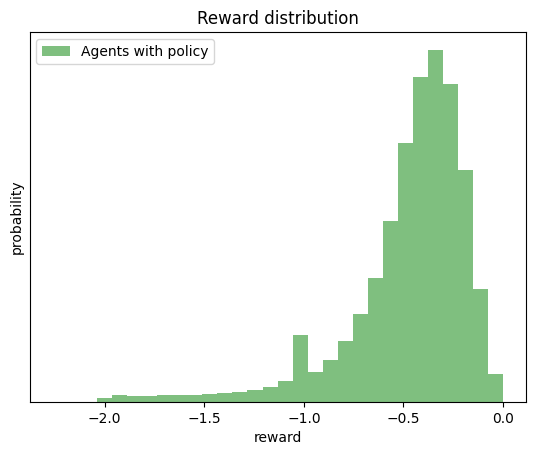 Reward distribution
Agents with policy
probability
−2.0 −1.5 −1.0 −0.5 0.0
reward